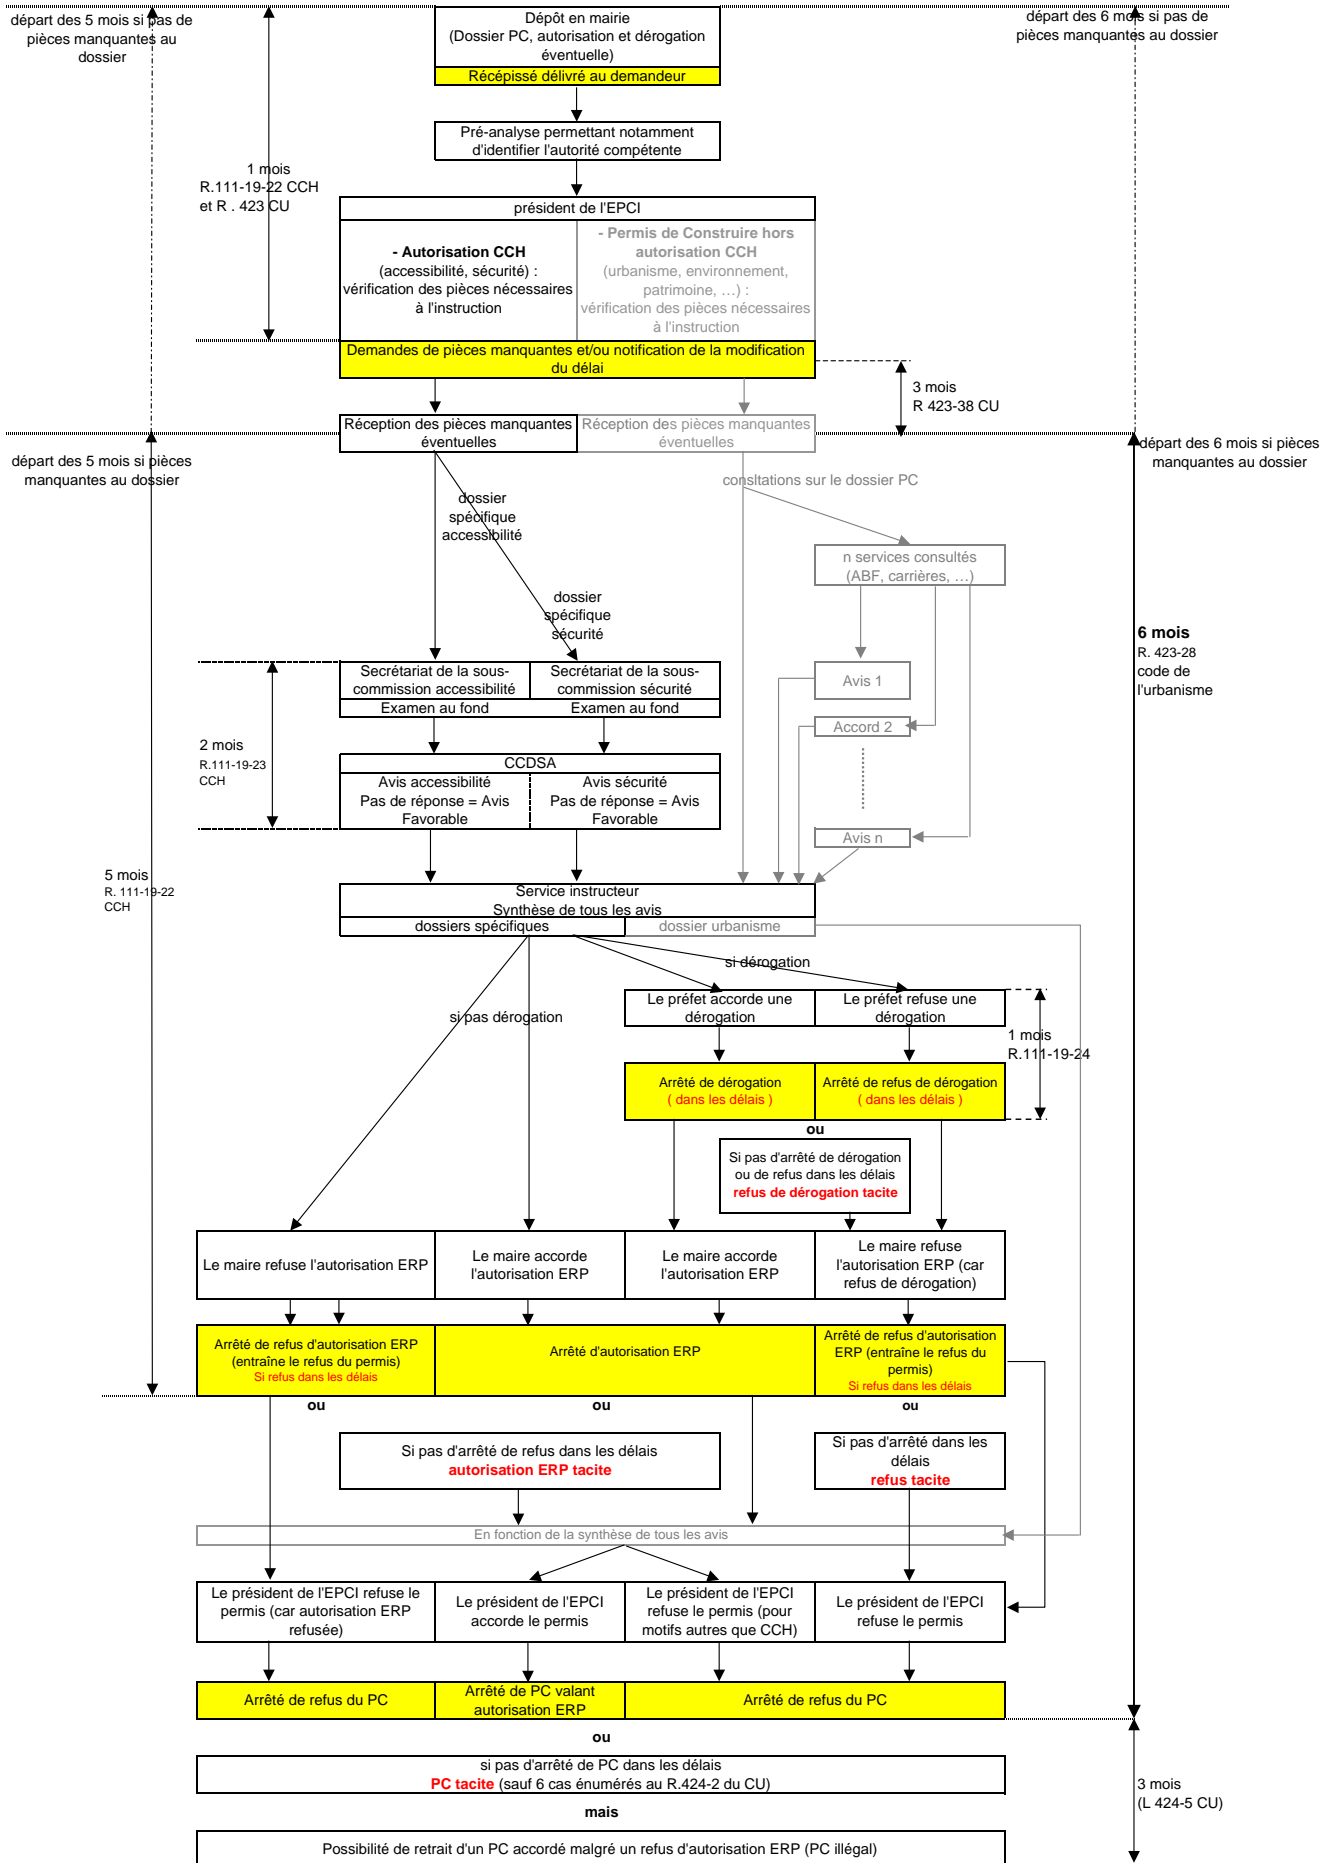 départ des 5 mois si pas de
pièces manquantes au
dossier
Dépôt en mairie
(Dossier PC, autorisation et dérogation
éventuelle)
Récépissé délivré au demandeur
départ des 6 mois si pas de
pièces manquantes au dossier
Pré-analyse permettant notamment
d'identifier l'autorité compétente
1 mois
R.111-19-22 CCH
et R . 423 CU
président de l'EPCI
- Autorisation CCH
(accessibilité, sécurité) :
vérification des pièces nécessaires
à l'instruction
- Permis de Construire hors
autorisation CCH
(urbanisme, environnement,
patrimoine, …) :
vérification des pièces nécessaires
à l'instruction
Demandes de pièces manquantes et/ou notification de la modification
du délai
3 mois
R 423-38 CU
Réception des pièces manquantes
éventuelles
Réception des pièces manquantes
éventuelles
départ des 5 mois si pièces
manquantes au dossier
départ des 6 mois si pièces
manquantes au dossier
dossier
spécifique
accessibilité
consltations sur le dossier PC
n services consultés
(ABF, carrières, …)
dossier
spécifique
sécurité
6 mois
R. 423-28
code de
l'urbanisme
Secrétariat de la sous-
commission accessibilité
Secrétariat de la sous-
commission sécurité
Examen au fond
Examen au fond
Avis 1
Accord 2
2 mois
R.111-19-23
CCH
CCDSA
Avis accessibilité
Pas de réponse = Avis
Favorable
Avis sécurité
Pas de réponse = Avis
Favorable
Avis n
5 mois
R. 111-19-22
CCH
Service instructeur
Synthèse de tous les avis
dossiers spécifiques
dossier urbanisme
si dérogation
si pas dérogation
Le préfet accorde une
dérogation
Le préfet refuse une
dérogation
1 mois
R.111-19-24
Arrêté de dérogation
( dans les délais )
Arrêté de refus de dérogation
( dans les délais )
ou
Si pas d'arrêté de dérogation
ou de refus dans les délais
refus de dérogation tacite
Le maire refuse l'autorisation ERP
Le maire accorde
l'autorisation ERP
Le maire accorde
l'autorisation ERP
Le maire refuse
l'autorisation ERP (car
refus de dérogation)
Arrêté de refus d'autorisation ERP
(entraîne le refus du permis)
Si refus dans les délais
Arrêté d'autorisation ERP
Arrêté de refus d'autorisation
ERP (entraîne le refus du
permis)
Si refus dans les délais
ou
ou
ou
Si pas d'arrêté de refus dans les délais
autorisation ERP tacite
Si pas d'arrêté dans les
délais
refus tacite
En fonction de la synthèse de tous les avis
Le président de l'EPCI refuse le
permis (car autorisation ERP
refusée)
Le président de l'EPCI
accorde le permis
Le président de l'EPCI
refuse le permis (pour
motifs autres que CCH)
Le président de l'EPCI
refuse le permis
Arrêté de refus du PC
Arrêté de PC valant
autorisation ERP
Arrêté de refus du PC
ou
si pas d'arrêté de PC dans les délais
PC tacite (sauf 6 cas énumérés au R.424-2 du CU)
3 mois
(L 424-5 CU)
mais
Possibilité de retrait d'un PC accordé malgré un refus d'autorisation ERP (PC illégal)